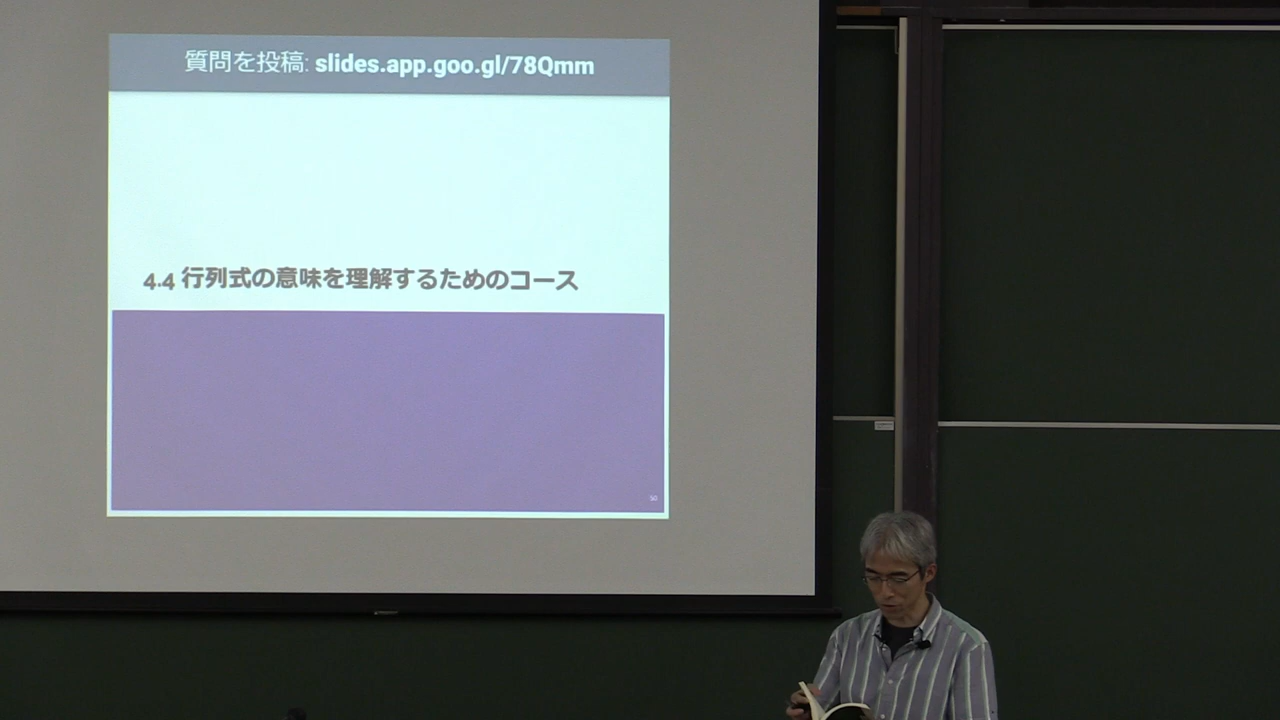 質問を投稿: slides.app.goo.gl/78Qmm
4.4 行列式の意味を理解するためのコース